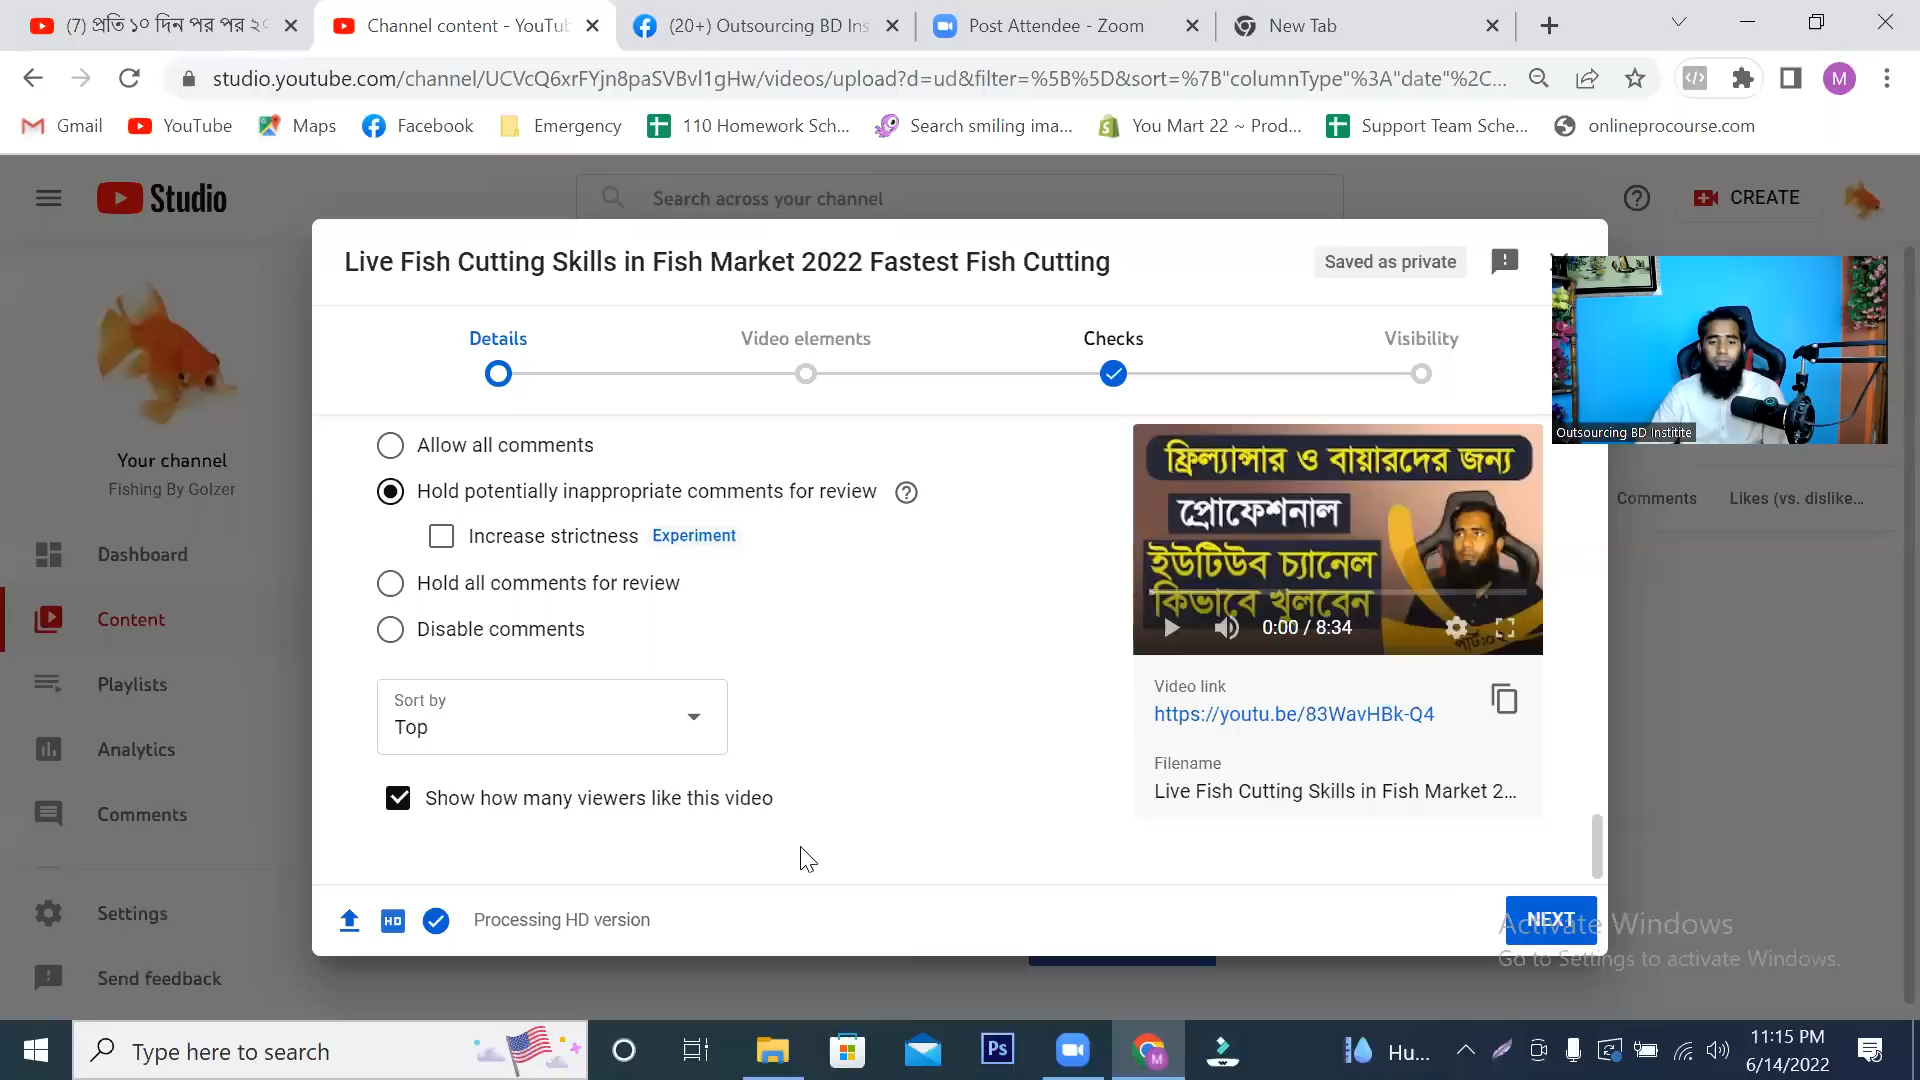 (7) প্রতি ১০ দিন পর পর
Channel content - YouTub
(20+) Outsourcing BD Ins
Post Attendee - Zoom
New Tab
studio.youtube.com/channel/UCVcQ6xrFYjn8paSVBvl1gHw/videos/upload?d=ud&filter=%5B%5D&sort=%7B"columnType"%3A"date"%2C...
M
Gmail
YouTube
Maps
Facebook
Emergency
110 Homework Sch...
Search smiling ima...
You Mart 22 ~ Prod...
Support Team Sche...
onlineprocourse.com
Studio
Search across your channel
CREATE
Live Fish Cutting Skills in Fish Market 2022 Fastest Fish Cutting
Saved as private
Details
Video elements
Checks
Visibility
Outsourcing BD Institite
Your channel
Fishing By Golzer
Dashboard
Content
Playlists
Analytics
Comments
Settings
Send feedback
Allow all comments
Hold potentially inappropriate comments for review
Increase strictness Experiment
Hold all comments for review
Disable comments
Sort by
Top
Show how many viewers like this video
ফ্রিল্যান্সার ও বায়ারদের জন্য
প্রোফেশনাল
ইউটিউব চ্যানেল
কিভাবে খুলবেন
পার্ট:০২
0:00 / 8:34
Video link
https://youtu.be/83WavHBk-Q4
Filename
Live Fish Cutting Skills in Fish Market 2...
Comments
Likes (vs. dislike...
HD
Processing HD version
NEXT
Activate Windows
Go to Settings to activate Windows.
Type here to search
Ps
M
Hu...
11:15 PM
6/14/2022